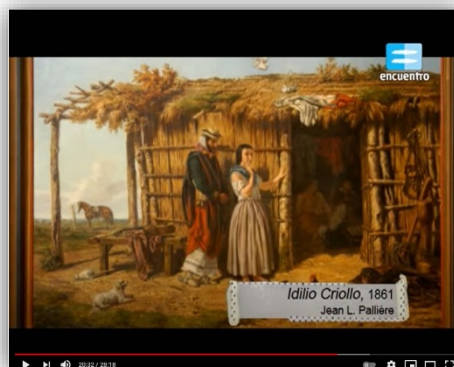 encuentro
Idilio Criollo, 1861
Jean L. Pallière
20:32 / 28:18